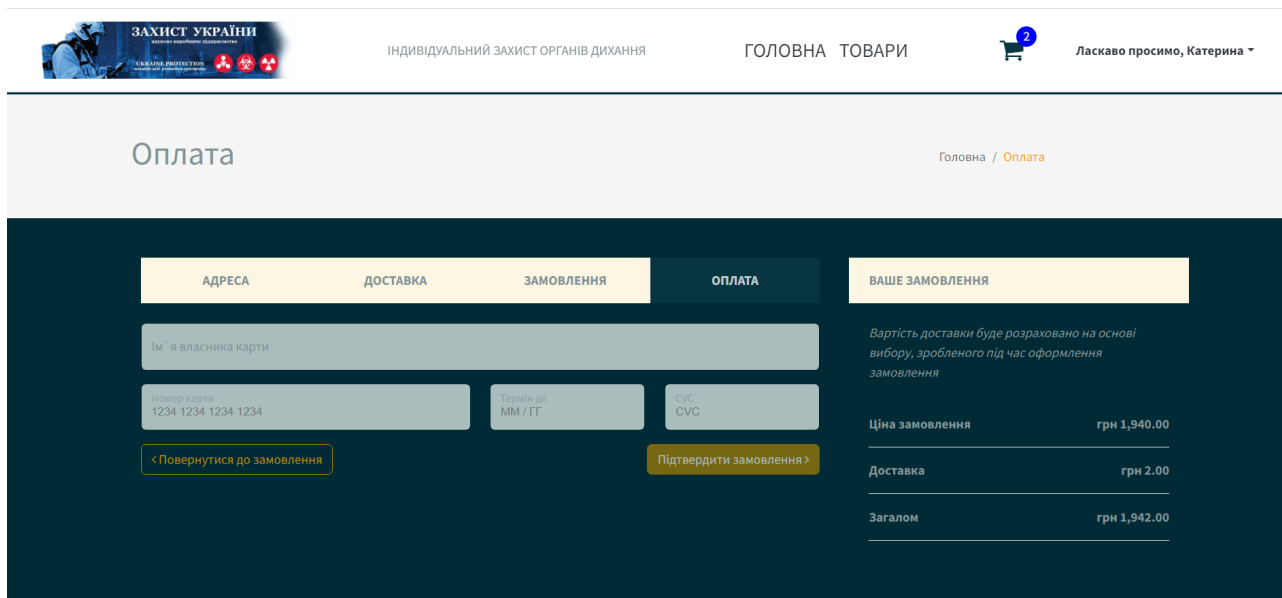 ЗАХИСТ УКРАЇНИ
науково виробниче підприємство
UKRAINE PROTECTION
ІНДИВІДУАЛЬНИЙ ЗАХИСТ ОРГАНІВ ДИХАННЯ
ГОЛОВНА ТОВАРИ
2
Ласкаво просимо, Катерина
Оплата
Головна / Оплата
АДРЕСА ДОСТАВКА ЗАМОВЛЕННЯ ОПЛАТА
Ім`я власника карти
Номер карти
1234 1234 1234 1234
Термін дії
ММ / ГГ
CVC
CVC
<Повернутися до замовлення
Підтвердити замовлення>
ВАШЕ ЗАМОВЛЕННЯ
Вартість доставки буде розраховано на основі
вибору, зробленого під час оформлення
замовлення
Ціна замовлення грн 1,940.00
Доставка грн 2.00
Загалом грн 1,942.00